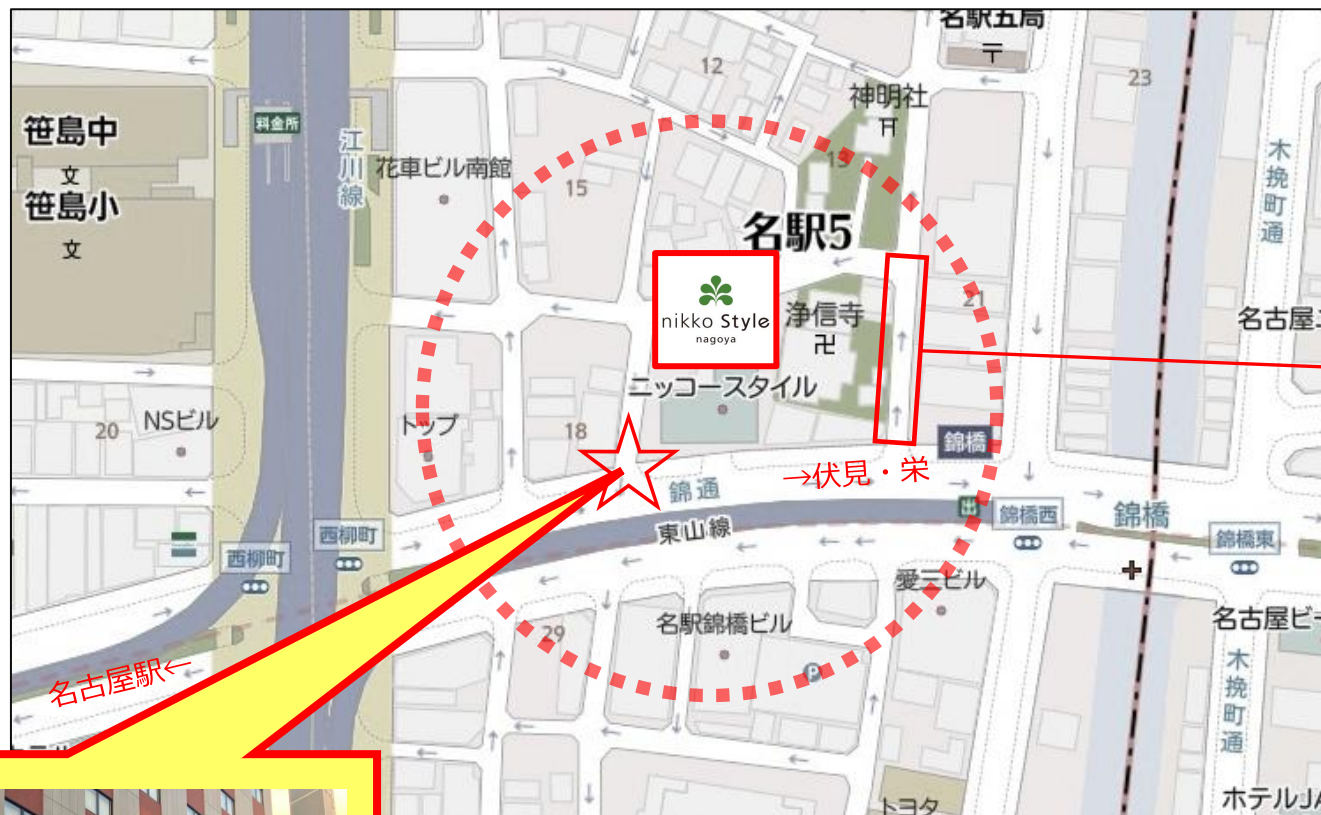 名駅五局
12
23
神明社
笹島中
料金所
江川線
木挽町通
花車ビル南館
13
笹島小
15
名駅5
nikko Style
nagoya
浄信寺
21
名古屋
ニッコースタイル
NSビル
20
トップ
18
錦橋
→伏見・栄
錦通
東山線
錦橋西
錦橋
錦橋東
西柳町
西柳町
愛三ビル
名駅錦橋ビル
29
名古屋ビ
名古屋駅←
P
木挽町通
トヨタ
ホテルJA